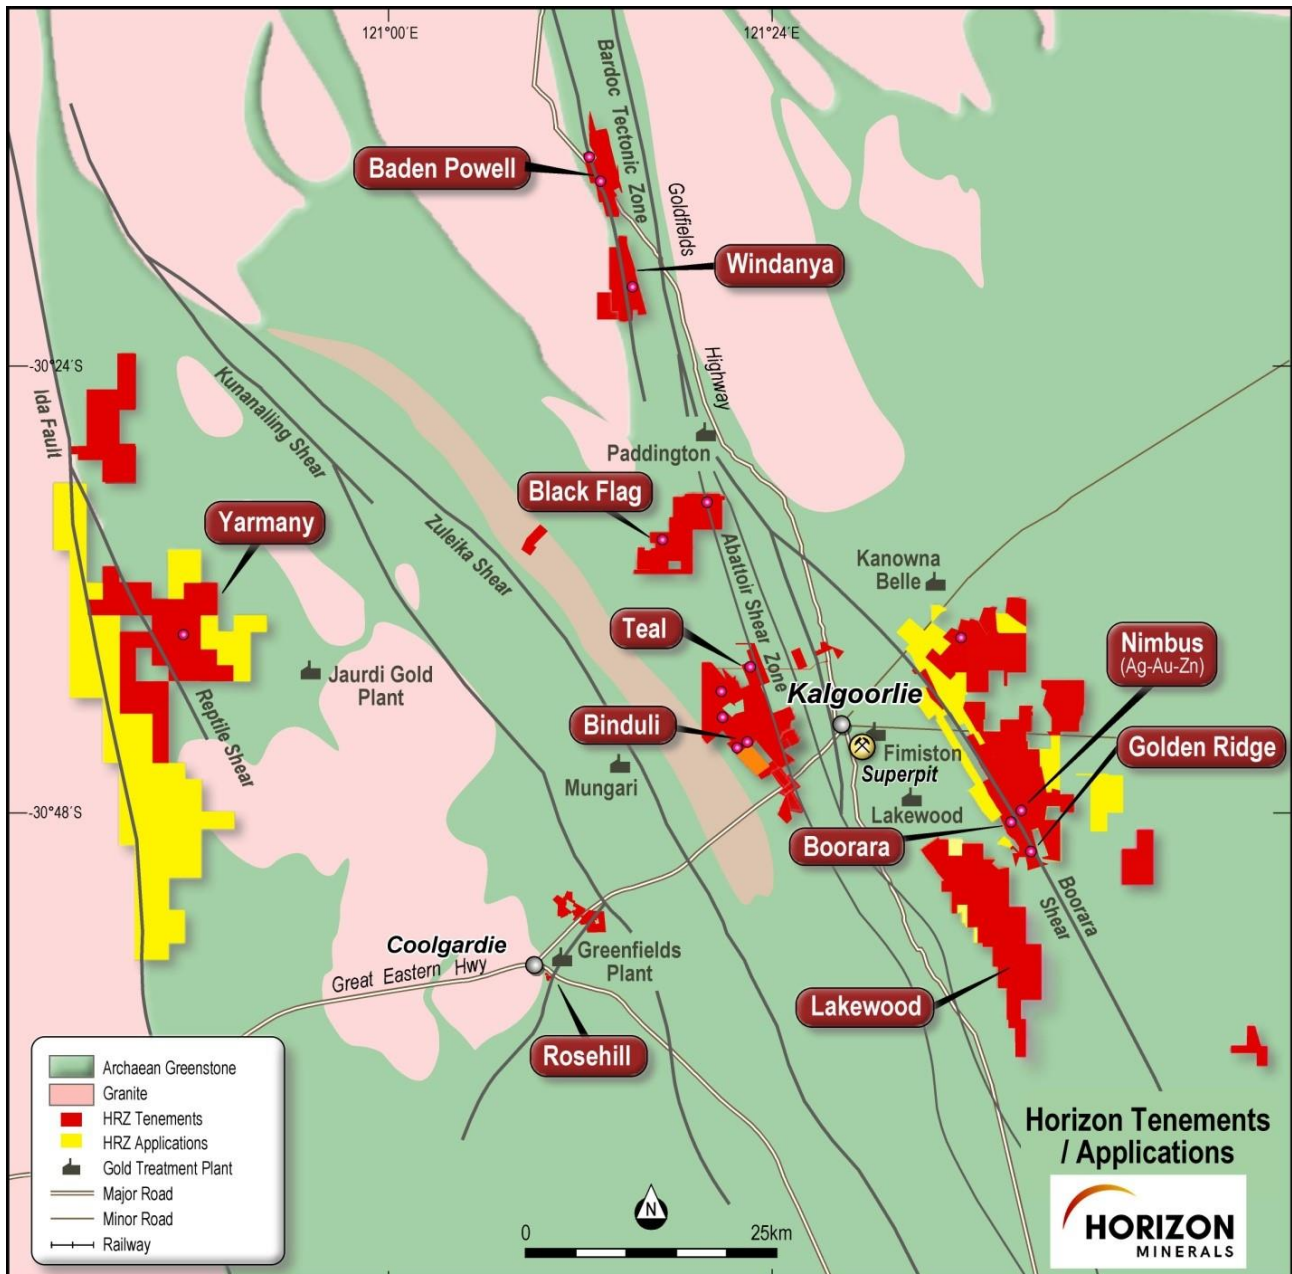 121°00´E
121°24´E
Bardoc Tectonic Zone
Baden Powell
Goldfields
Windanya
Highway
-30°24´S
Ida Fault
Kunanalling Shear
Paddington
Black Flag
Yarmany
Zuleika Shear
Abattoir Shear Zone
Kanowna
Belle
Teal
Nimbus
(Ag-Au-Zn)
Jaurdi Gold
Plant
Reptile Shear
Kalgoorlie
Binduli
Golden Ridge
Fimiston
Superpit
Mungari
-30°48´S
Lakewood
Boorara
Boorara
Shear
Coolgardie
Greenfields
Plant
Great Eastern Hwy
Lakewood
Rosehill
Archaean Greenstone
Granite
HRZ Tenements
HRZ Applications
Gold Treatment Plant
Major Road
Minor Road
Railway
N
0
25km
Horizon Tenements
/ Applications
HORIZON
MINERALS